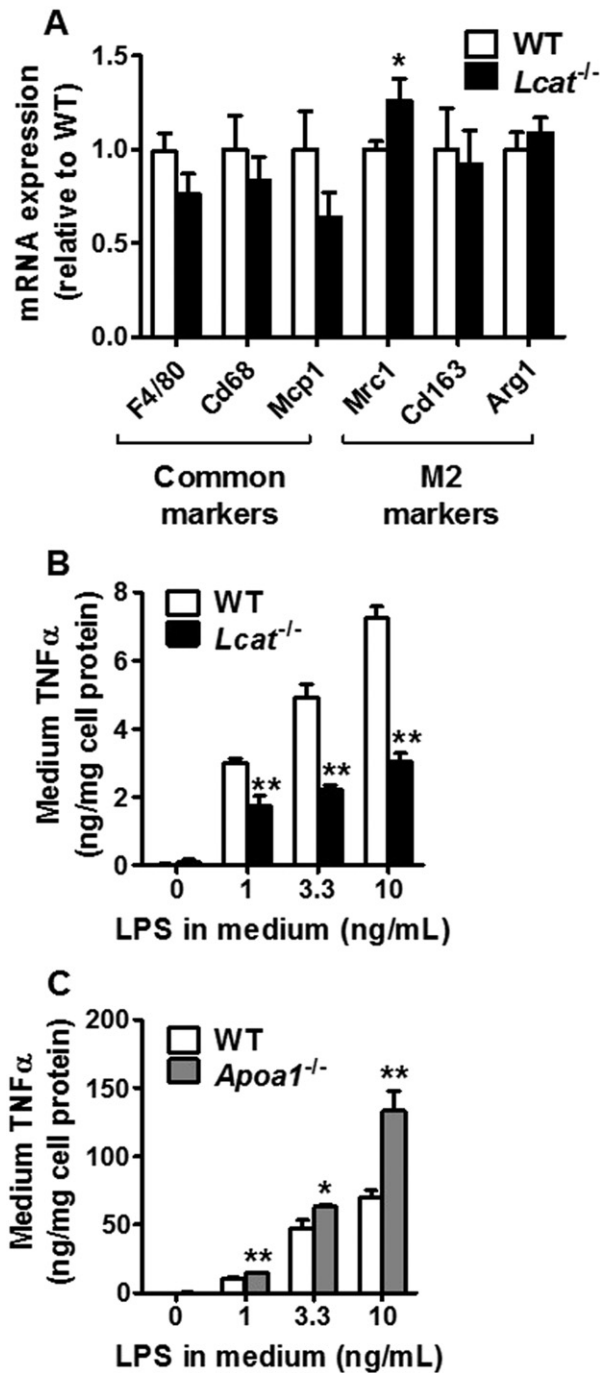 A
WT
Lcat-/-
mRNA expression
(relative to WT)
1.5
*
1.0
0.5
0.0
F4/80
Cd68
Mcp1
Mrc1
Cd163
Arg1
Common
markers
M2
markers
B
WT
Lcat-/-
Medium TNFα
(ng/mg cell protein)
8
6
4
2
0
**
**
**
0
1
3.3
10
LPS in medium (ng/mL)
C
WT
Apoa1-/-
Medium TNFα
(ng/mg cell protein)
200
150
100
50
0
**
*
**
0
1
3.3
10
LPS in medium (ng/mL)